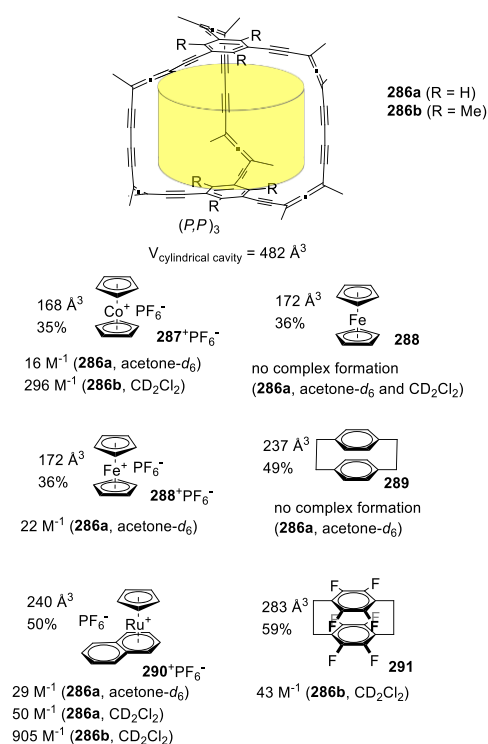 R
R
R
286a (R = H)
286b (R = Me)
R
R
R
(P,P)3
Vcylindrical cavity = 482 Å3
168 Å3
35%
Co+ PF6-
287+PF6-
16 M-1 (286a, acetone-d6)
296 M-1 (286b, CD2Cl2)
172 Å3
36%
Fe
288
no complex formation
(286a, acetone-d6 and CD2Cl2)
172 Å3
36%
Fe+ PF6-
288+PF6-
22 M-1 (286a, acetone-d6)
237 Å3
49%
289
no complex formation
(286a, acetone-d6)
240 Å3
50%
PF6- Ru+
290+PF6-
29 M-1 (286a, acetone-d6)
50 M-1 (286a, CD2Cl2)
905 M-1 (286b, CD2Cl2)
283 Å3
59%
F F
F F
F F
F F
291
43 M-1 (286b, CD2Cl2)